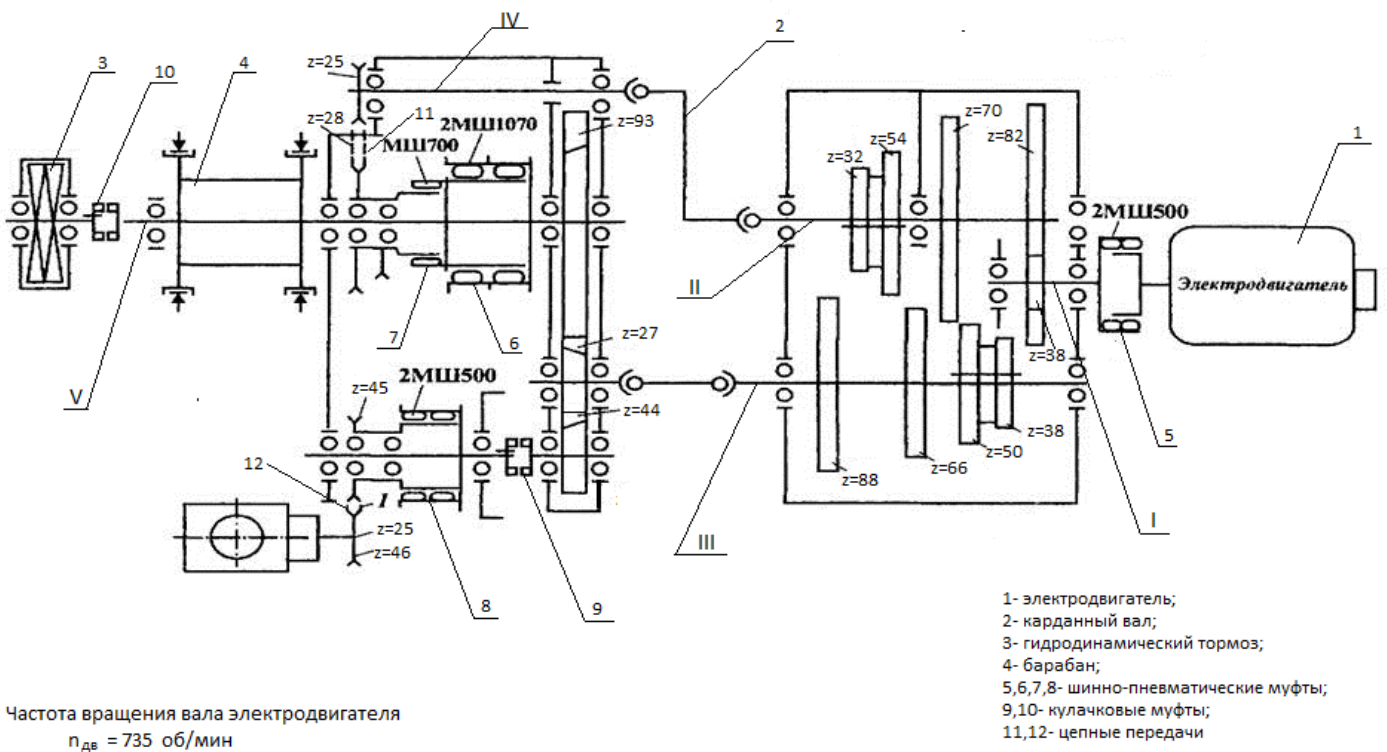 IV
2
3
10
4
z=25
11
z=28
2МШ1070
МШ700
z=93
z=70
z=54
z=82
z=32
1
2МШ500
Электродвигатель
II
7
6
z=27
z=38
V
z=45
2МШ500
z=44
z=38
5
z=50
z=66
z=88
12
I
z=25
z=46
III
I
8
9
1- электродвигатель;
2- карданный вал;
3- гидродинамический тормоз;
4- барабан;
5,6,7,8- шинно-пневматические муфты;
9,10- кулачковые муфты;
11,12- цепные передачи
Частота вращения вала электродвигателя
nдв = 735 об/мин